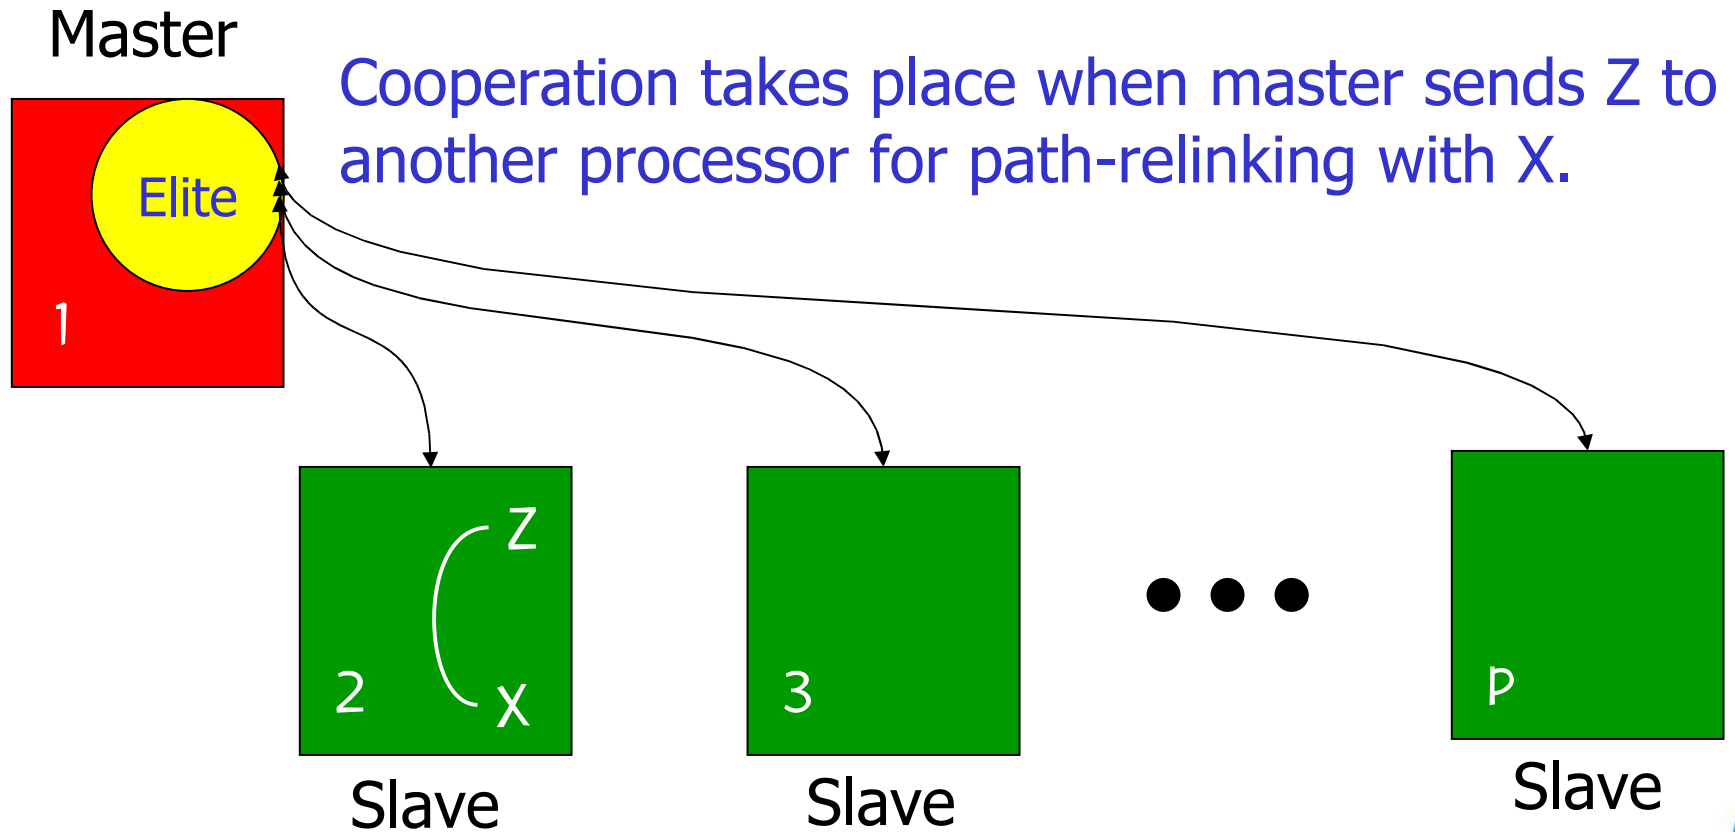 Master
Cooperation takes place when master sends Z to
another processor for path-relinking with X.
Elite
1
Z
2
X
3
P
Slave
Slave
Slave